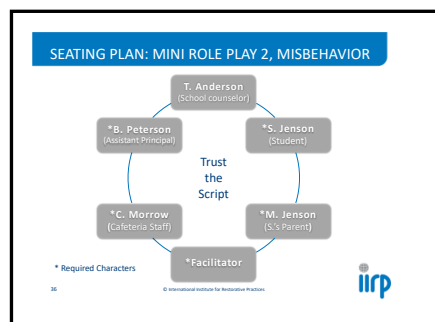 SEATING PLAN: MINI ROLE PLAY 2, MISBEHAVIOR
T. Anderson
(School counselor)
*B. Peterson
(Assistant Principal)
*S. Jenson
(Student)
Trust
the
Script
*C. Morrow
(Cafeteria Staff)
*M. Jenson
(S.'s Parent)
*Facilitator
* Required Characters
36
© International Institute for Restorative Practices
iirp